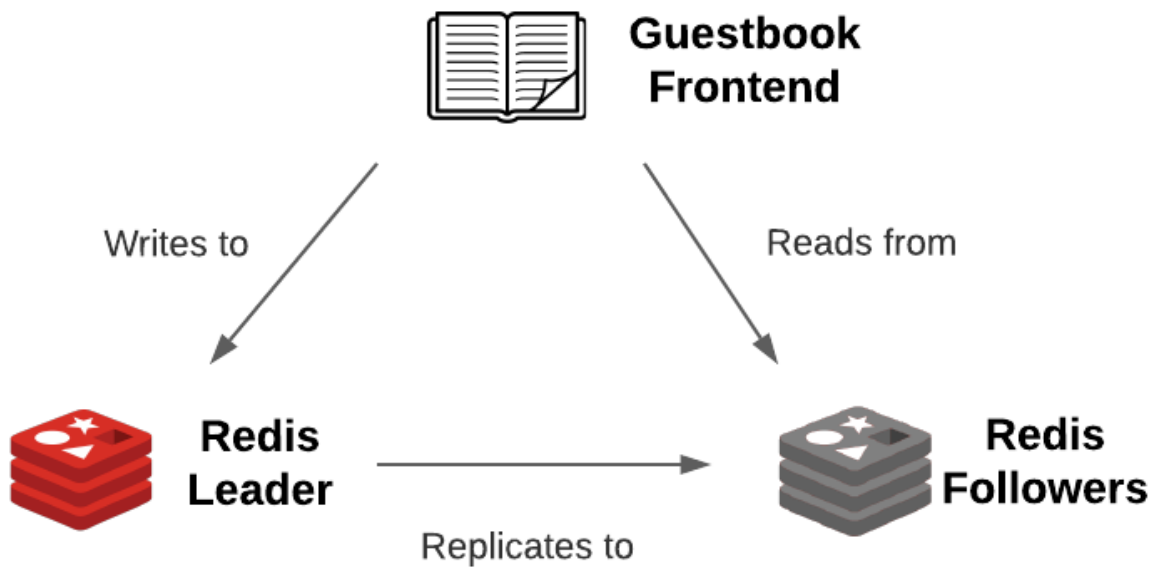 Guestbook
Frontend
Writes to
Reads from
Redis
Leader
Redis
Followers
Replicates to